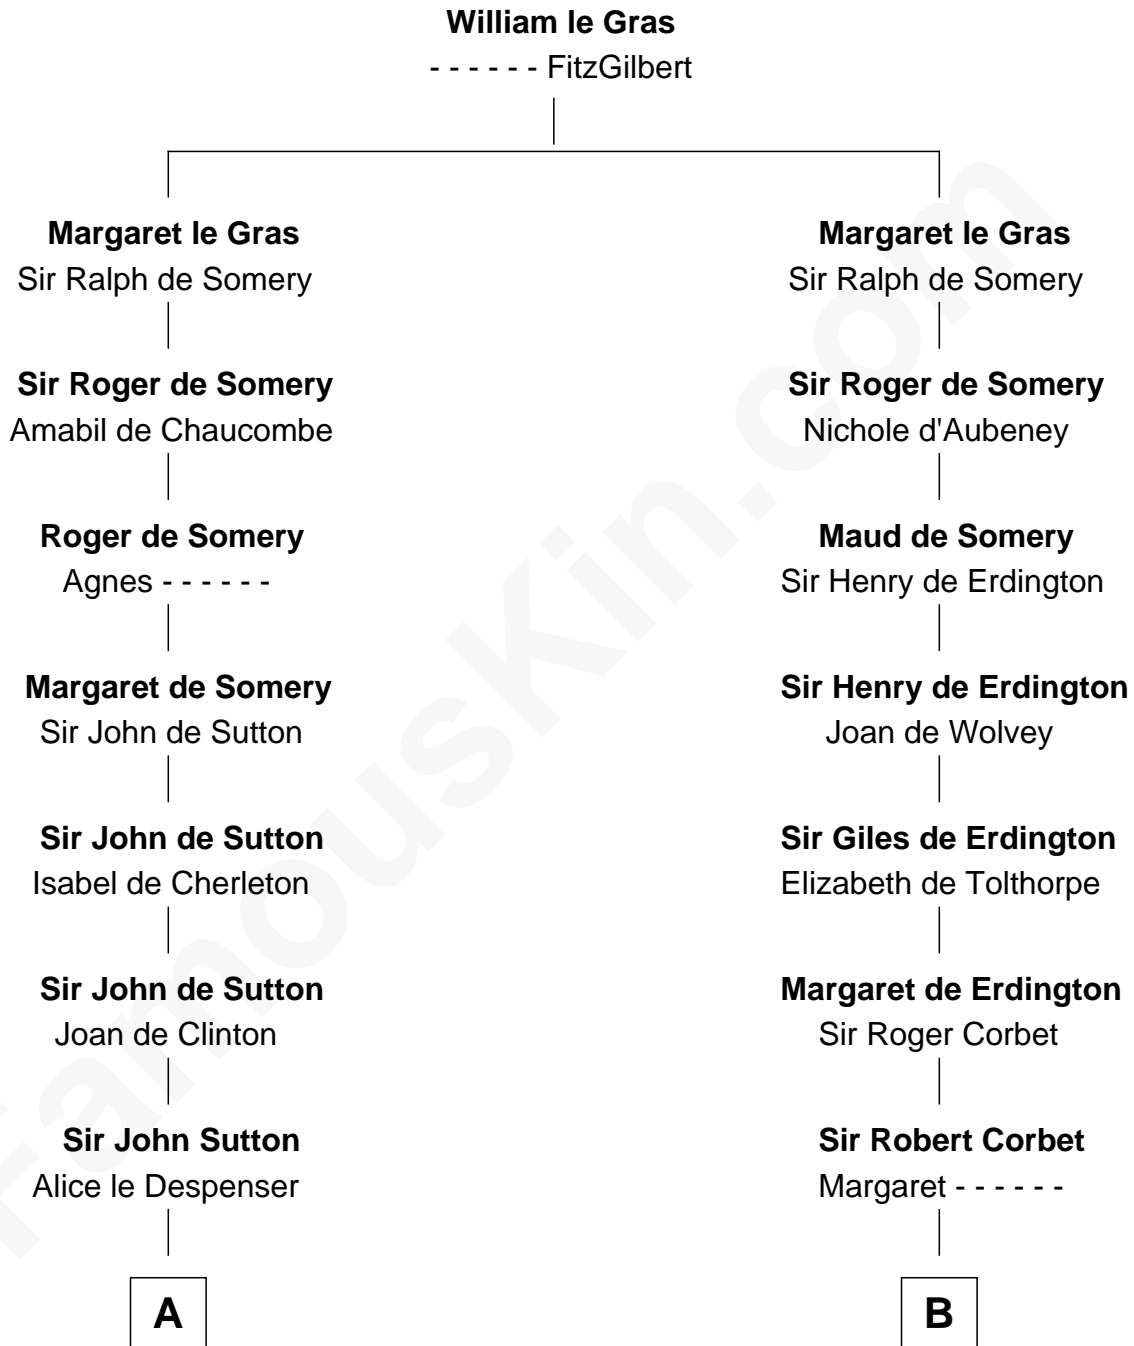 William le Gras
- - - - - - FitzGilbert
Margaret le Gras
Sir Ralph de Somery
Margaret le Gras
Sir Ralph de Somery
Sir Roger de Somery
Amabil de Chaucombe
Sir Roger de Somery
Nichole d'Aubeney
Roger de Somery
Agnes - - - - - -
Maud de Somery
Sir Henry de Erdington
Margaret de Somery
Sir John de Sutton
Sir Henry de Erdington
Joan de Wolvey
Sir John de Sutton
Isabel de Cherleton
Sir Giles de Erdington
Elizabeth de Tolthorpe
Sir John de Sutton
Joan de Clinton
Margaret de Erdington
Sir Roger Corbet
Sir John Sutton
Alice le Despenser
Sir Robert Corbet
Margaret - - - - - -
A
B
FamousKin.com